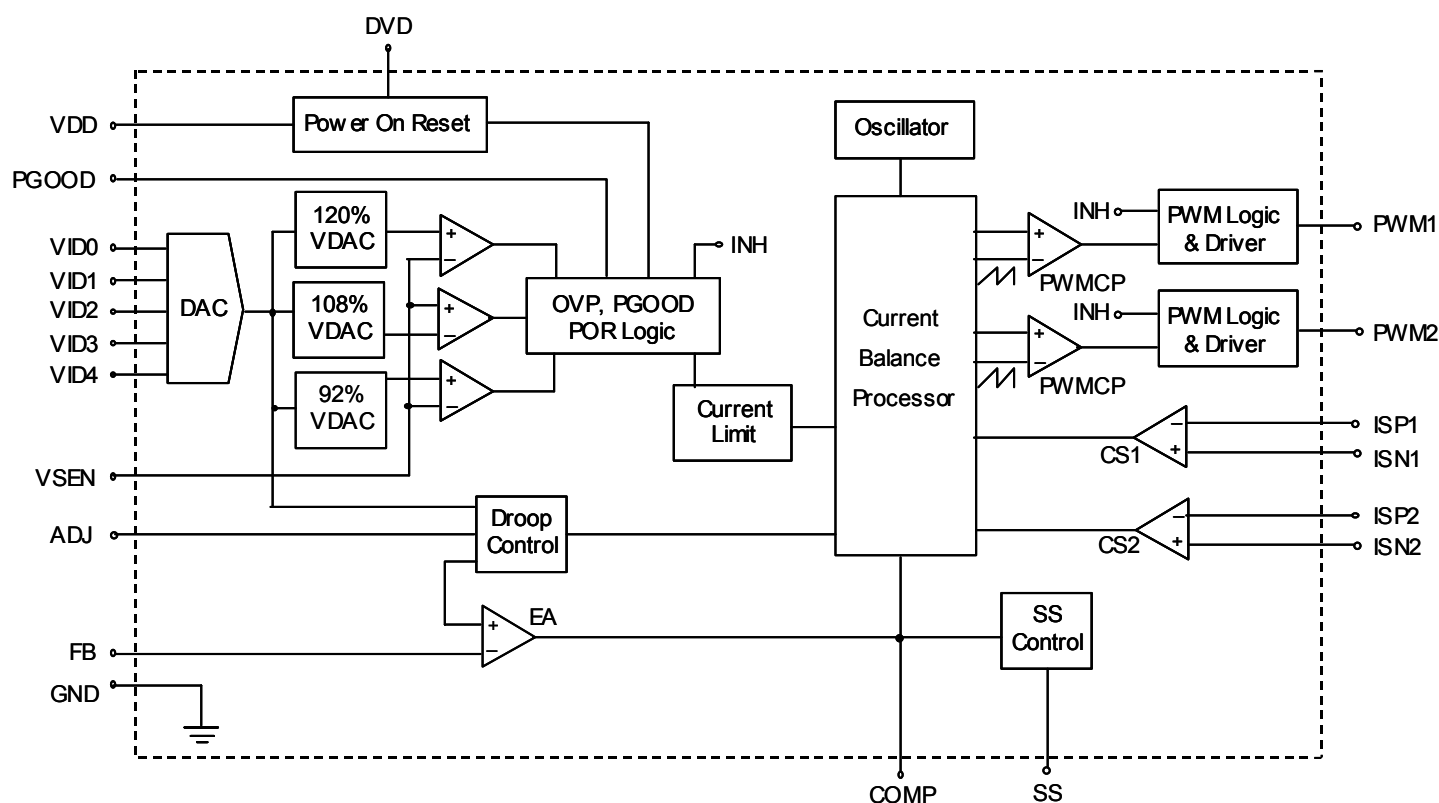 DVD
VDD
Power On Reset
PGOOD
Oscillator
VID0
VID1
VID2
VID3
VID4
DAC
120%
VDAC
108%
VDAC
92%
VDAC
+
−
+
−
+
−
INH
OVP, PGOOD
POR Logic
Current
Limit
Current
Balance
Processor
INH
+
−
PWMCP
PWM Logic
& Driver
PWM1
INH
+
−
PWMCP
PWM Logic
& Driver
PWM2
−
+
CS1
ISP1
ISN1
−
+
CS2
ISP2
ISN2
VSEN
ADJ
Droop
Control
+
−
EA
SS
Control
FB
GND
COMP
SS